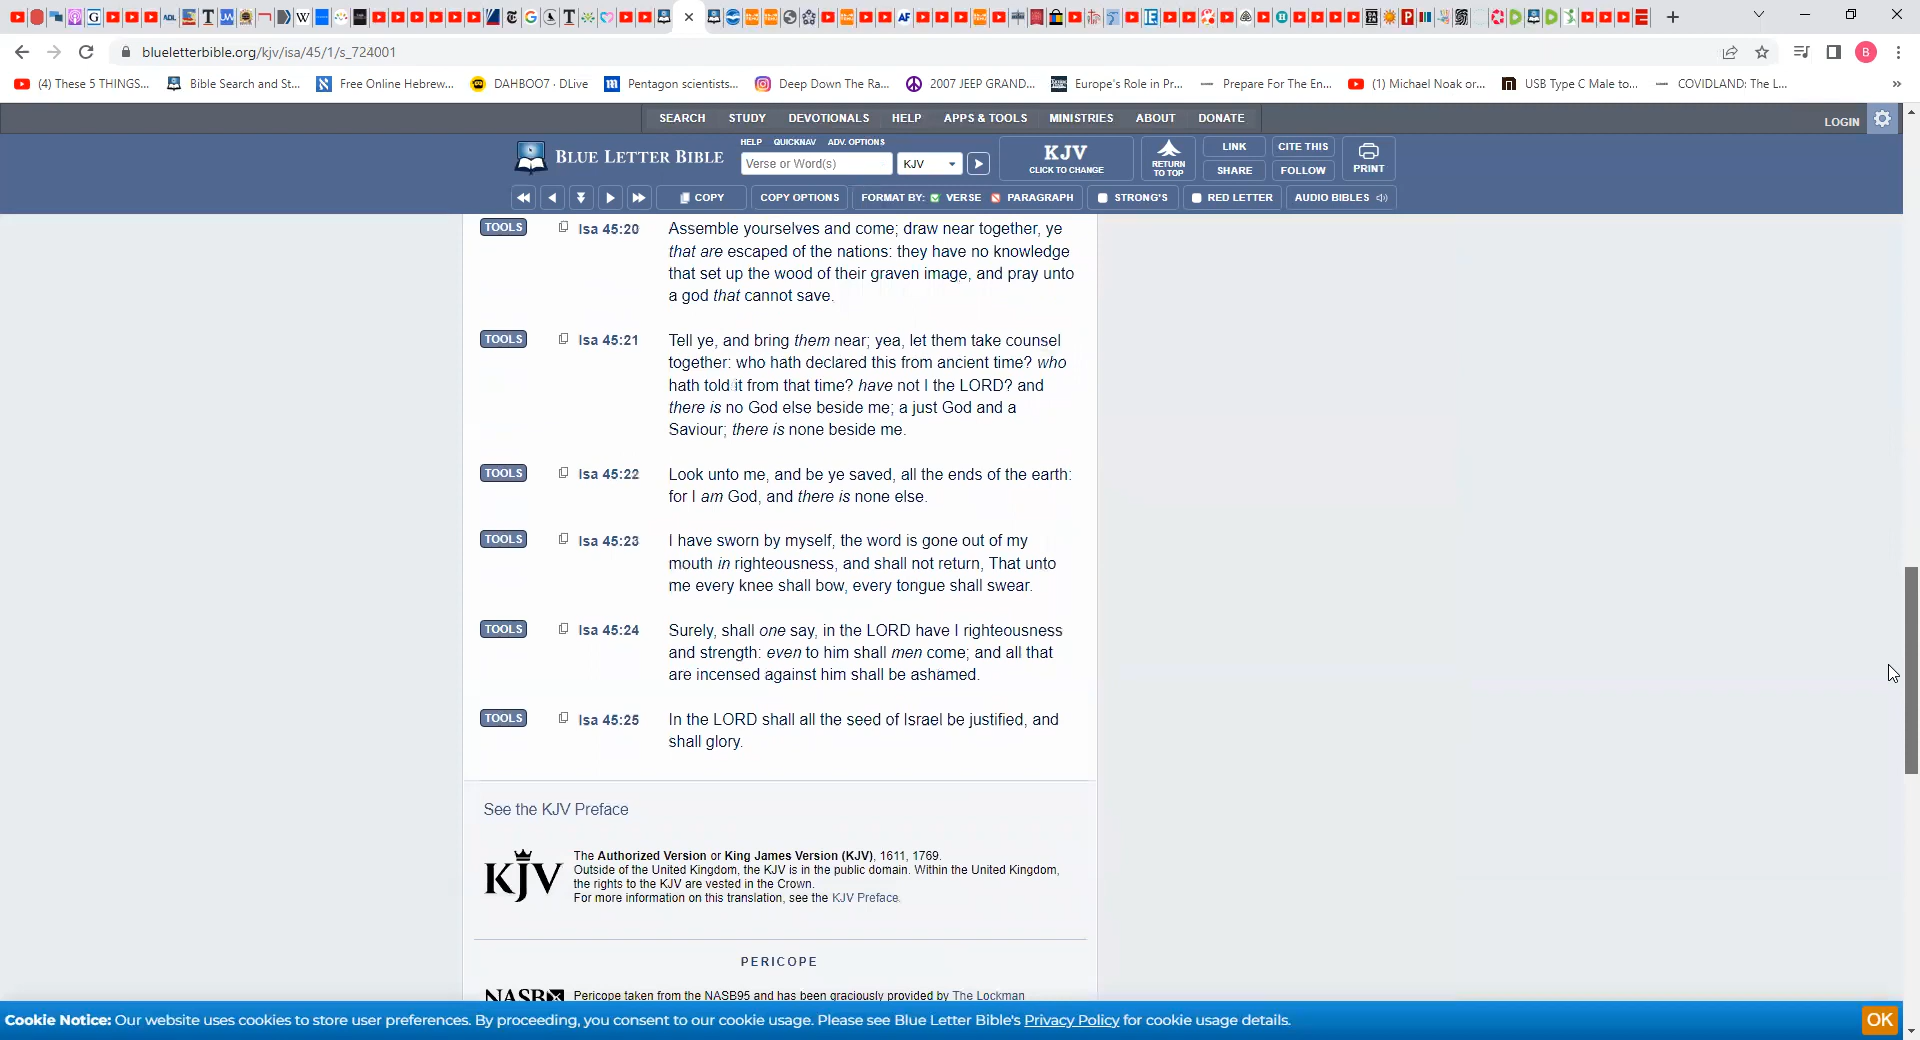 blueletterbible.org/kjv/isa/45/1/s_724001
B
(4) These 5 THINGS...
Bible Search and St...
Free Online Hebrew...
DAHBOO7 · DLive
Pentagon scientists...
Deep Down The Ra...
2007 JEEP GRAND...
Europe's Role in Pr...
Prepare For The En...
(1) Michael Noak or...
USB Type C Male to...
COVIDLAND: The L...
»
SEARCH STUDY DEVOTIONALS HELP APPS & TOOLS MINISTRIES ABOUT DONATE
LOGIN
BLUE LETTER BIBLE
HELP QUICKNAV ADV. OPTIONS
Verse or Word(s)
KJV
KJV
CLICK TO CHANGE
RETURN
TO TOP
LINK
CITE THIS
SHARE
FOLLOW
PRINT
COPY
COPY OPTIONS
FORMAT BY: VERSE PARAGRAPH
STRONG'S
RED LETTER
AUDIO BIBLES
TOOLS Isa 45:20 Assemble yourselves and come; draw near together, ye
that are escaped of the nations: they have no knowledge
that set up the wood of their graven image, and pray unto
a god that cannot save.
TOOLS Isa 45:21 Tell ye, and bring them near; yea, let them take counsel
together: who hath declared this from ancient time? who
hath told it from that time? have not I the LORD? and
there is no God else beside me; a just God and a
Saviour; there is none beside me.
TOOLS Isa 45:22 Look unto me, and be ye saved, all the ends of the earth:
for I am God, and there is none else.
TOOLS Isa 45:23 I have sworn by myself, the word is gone out of my
mouth in righteousness, and shall not return, That unto
me every knee shall bow, every tongue shall swear.
TOOLS Isa 45:24 Surely, shall one say, in the LORD have I righteousness
and strength: even to him shall men come; and all that
are incensed against him shall be ashamed.
TOOLS Isa 45:25 In the LORD shall all the seed of Israel be justified, and
shall glory.
See the KJV Preface
KJV
The Authorized Version or King James Version (KJV), 1611, 1769.
Outside of the United Kingdom, the KJV is in the public domain. Within the United Kingdom,
the rights to the KJV are vested in the Crown.
For more information on this translation, see the KJV Preface.
PERICOPE
NASB Pericope taken from the NASB95 and has been graciously provided by The Lockman
Cookie Notice: Our website uses cookies to store user preferences. By proceeding, you consent to our cookie usage. Please see Blue Letter Bible's Privacy Policy for cookie usage details.
OK